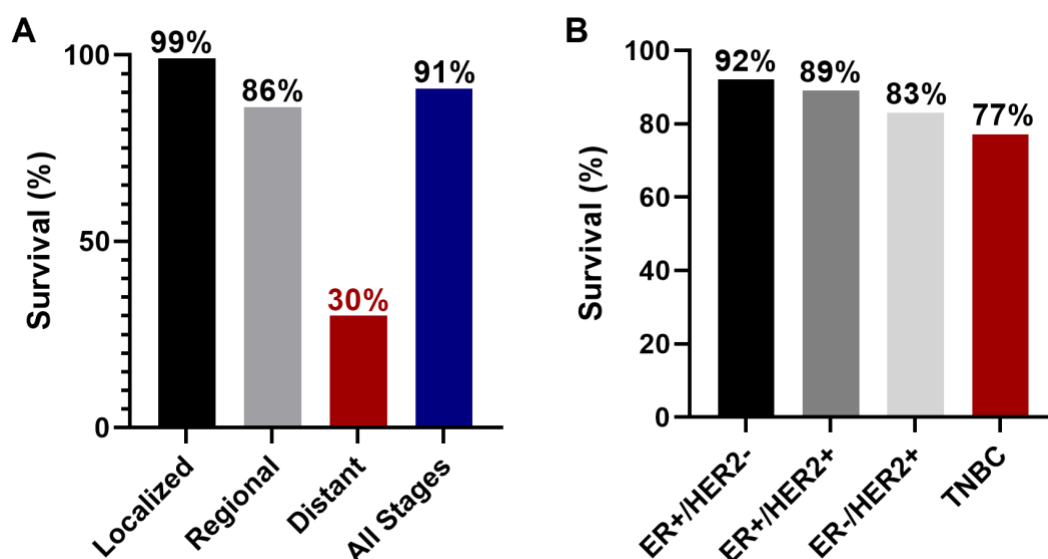 A
Survival (%)
100
50
0
99%
86%
30%
91%
Localized
Regional
Distant
All Stages
B
Survival (%)
100
80
60
40
20
0
92%
89%
83%
77%
ER+/HER2-
ER+/HER2+
ER-/HER2+
TNBC